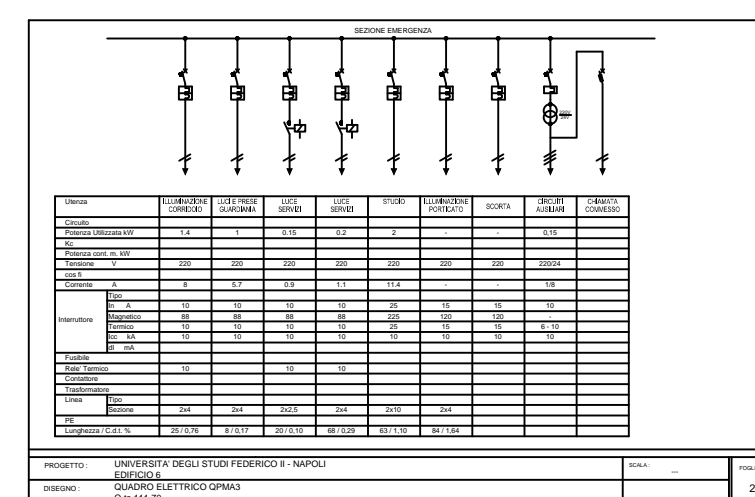 SEZIONE EMERGENZA
220V
24V
Utenza ILLUMINAZIONE CORRIDOIO LUCI E PRESE GUARDIANIA LUCE SERVIZI LUCE SERVIZI STUDIO ILLUMINAZIONE PORTICATO SCORTA CIRCUITI AUSILIARI CHIAMATA COMMESSO
Circuito
Potenza Utilizzata kW 1.4 1 0.15 0.2 2 - - 0,15
Kc
Potenza cont. m. kW
Tensione V 220 220 220 220 220 220 220 220/24
cos fi
Corrente A 8 5.7 0.9 1.1 11.4 - - 1/8
Interruttore
Tipo
In A 10 10 10 10 25 15 15 10
Magnetico 88 88 88 88 225 120 120 -
Termico 10 10 10 10 25 15 15 6 - 10
Icc kA 10 10 10 10 10 10 10 10
dI mA
Fusibile
Rele' Termico 10 10 10
Contattore
Trasformatore
Linea Tipo
Sezione 2x4 2x4 2x2,5 2x4 2x10 2x4
PE
Lunghezza / C.d.t. % 25 / 0,76 8 / 0,17 20 / 0,10 68 / 0,29 63 / 1,10 84 / 1,64
PROGETTO : UNIVERSITA' DEGLI STUDI FEDERICO II - NAPOLI
EDIFICIO 6
SCALA : ---
FOGLI
2
DISEGNO : QUADRO ELETTRICO QPMA3